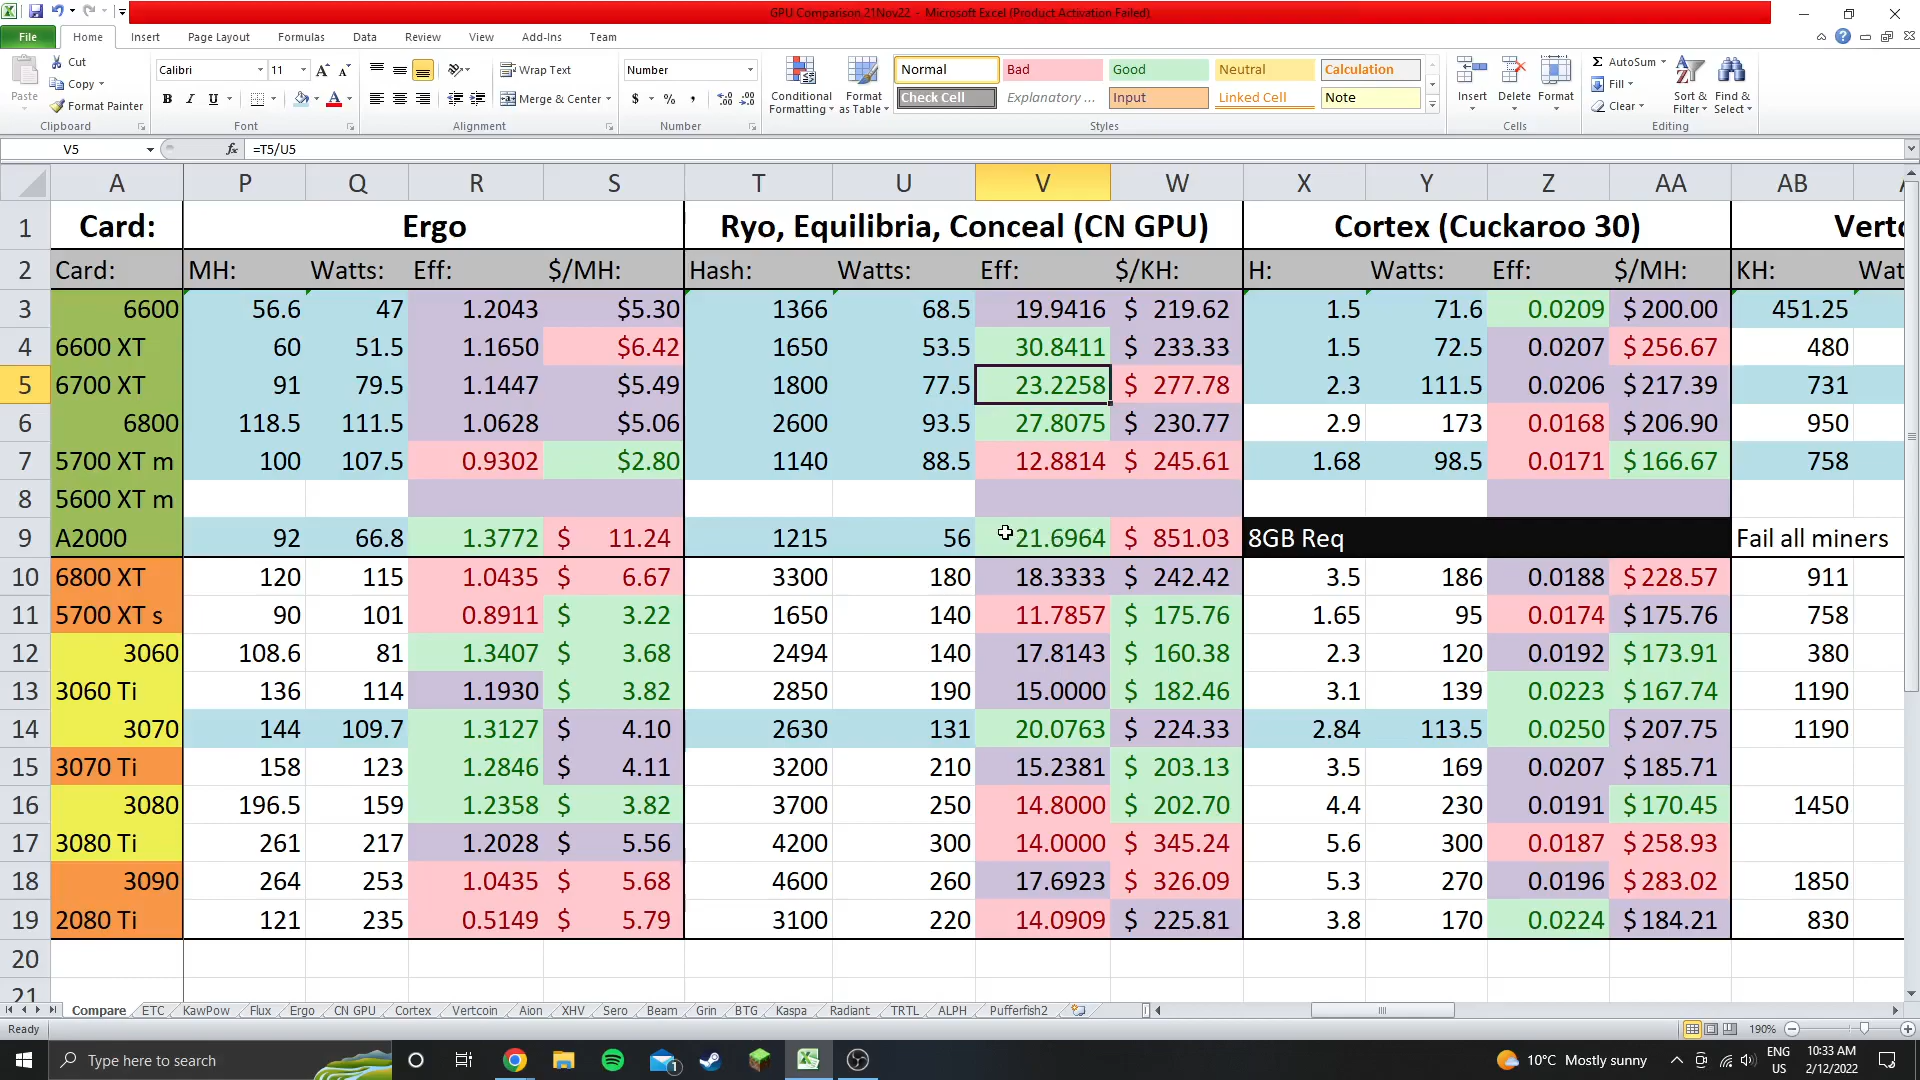 GPU Comparison 21Nov22 - Microsoft Excel (Product Activation Failed)
File Home Insert Page Layout Formulas Data Review View Add-Ins Team
Paste Cut Copy Format Painter Clipboard
Calibri 11 A A B I U A Font
Wrap Text Merge & Center Alignment
Number $ % , Number
Conditional Formatting Format as Table
Normal Bad Good Neutral Calculation
Check Cell Explanatory ... Input Linked Cell Note
Styles
Insert Delete Format Cells
Σ AutoSum Fill Clear Sort & Filter Find & Select Editing
V5 fx =T5/U5
A P Q R S T U V W X Y Z AA AB
1 Card: Ergo Ryo, Equilibria, Conceal (CN GPU) Cortex (Cuckaroo 30) Vertc
2 Card: MH: Watts: Eff: $/MH: Hash: Watts: Eff: $/KH: H: Watts: Eff: $/MH: KH: Wat
3 6600 56.6 47 1.2043 $5.30 1366 68.5 19.9416 $ 219.62 1.5 71.6 0.0209 $ 200.00 451.25
4 6600 XT 60 51.5 1.1650 $6.42 1650 53.5 30.8411 $ 233.33 1.5 72.5 0.0207 $ 256.67 480
5 6700 XT 91 79.5 1.1447 $5.49 1800 77.5 23.2258 $ 277.78 2.3 111.5 0.0206 $ 217.39 731
6 6800 118.5 111.5 1.0628 $5.06 2600 93.5 27.8075 $ 230.77 2.9 173 0.0168 $ 206.90 950
7 5700 XT m 100 107.5 0.9302 $2.80 1140 88.5 12.8814 $ 245.61 1.68 98.5 0.0171 $ 166.67 758
8 5600 XT m
9 A2000 92 66.8 1.3772 $ 11.24 1215 56 21.6964 $ 851.03 8GB Req Fail all miners
10 6800 XT 120 115 1.0435 $ 6.67 3300 180 18.3333 $ 242.42 3.5 186 0.0188 $ 228.57 911
11 5700 XT s 90 101 0.8911 $ 3.22 1650 140 11.7857 $ 175.76 1.65 95 0.0174 $ 175.76 758
12 3060 108.6 81 1.3407 $ 3.68 2494 140 17.8143 $ 160.38 2.3 120 0.0192 $ 173.91 380
13 3060 Ti 136 114 1.1930 $ 3.82 2850 190 15.0000 $ 182.46 3.1 139 0.0223 $ 167.74 1190
14 3070 144 109.7 1.3127 $ 4.10 2630 131 20.0763 $ 224.33 2.84 113.5 0.0250 $ 207.75 1190
15 3070 Ti 158 123 1.2846 $ 4.11 3200 210 15.2381 $ 203.13 3.5 169 0.0207 $ 185.71
16 3080 196.5 159 1.2358 $ 3.82 3700 250 14.8000 $ 202.70 4.4 230 0.0191 $ 170.45 1450
17 3080 Ti 261 217 1.2028 $ 5.56 4200 300 14.0000 $ 345.24 5.6 300 0.0187 $ 258.93
18 3090 264 253 1.0435 $ 5.68 4600 260 17.6923 $ 326.09 5.3 270 0.0196 $ 283.02 1850
19 2080 Ti 121 235 0.5149 $ 5.79 3100 220 14.0909 $ 225.81 3.8 170 0.0224 $ 184.21 830
20
21
Compare ETC KawPow Flux Ergo CN GPU Cortex Vertcoin Aion XHV Sero Beam Grin BTG Kaspa Radiant TRTL ALPH Pufferfish2
Ready 190%
Type here to search 1 10°C Mostly sunny ENG US 10:33 AM 2/12/2022